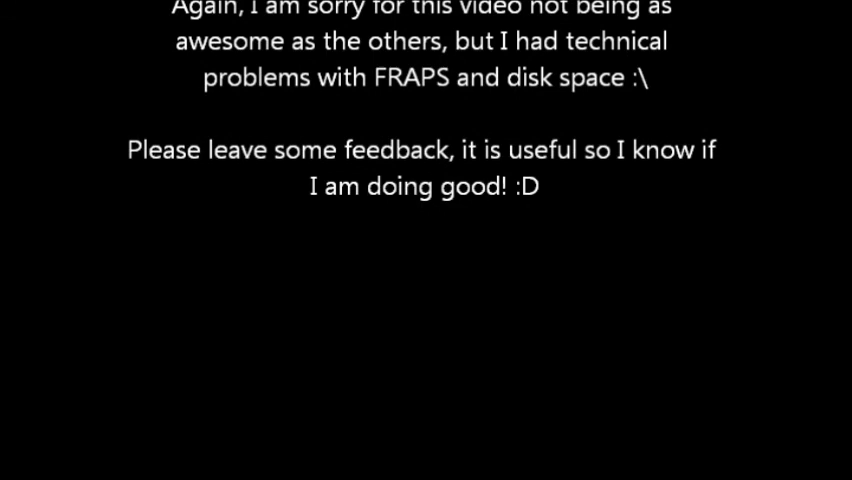 Again, I am sorry for this video not being as
awesome as the others, but I had technical
problems with FRAPS and disk space :\
Please leave some feedback, it is useful so I know if
I am doing good! :D